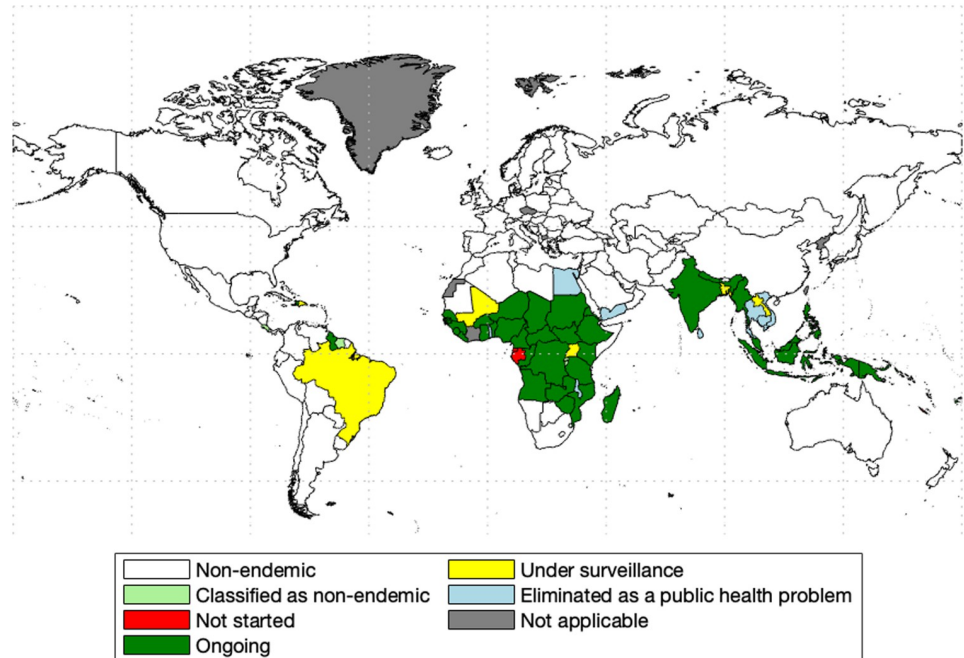 Non-endemic
Classified as non-endemic
Not started
Ongoing
Under surveillance
Eliminated as a public health problem
Not applicable